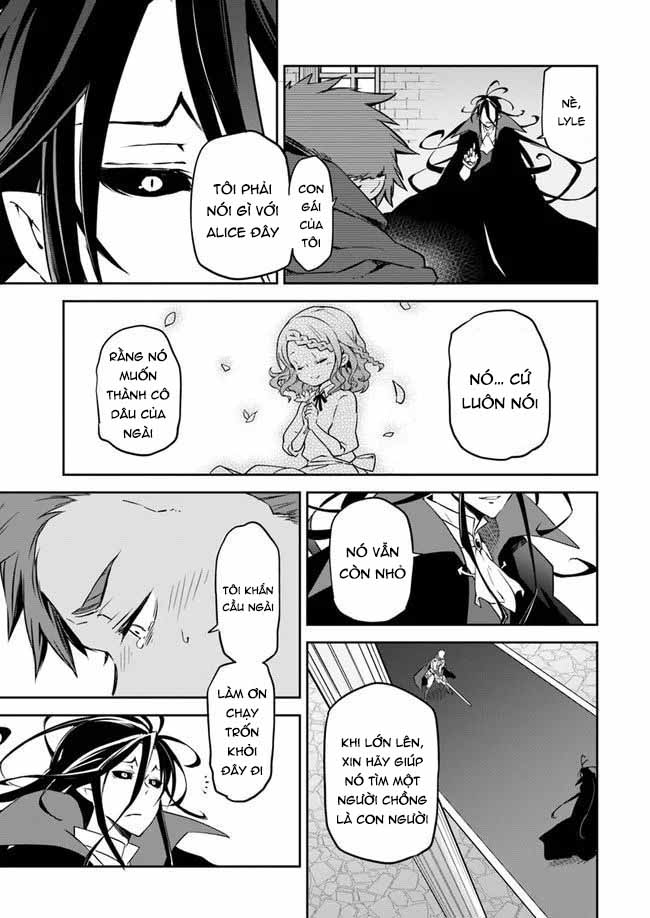 NÈ,
LYLE
CON
GÁI
CỦA
TÔI
TÔI PHẢI
NÓI GÌ VỚI
ALICE ĐÂY
NÓ... CỨ
LUÔN NÓI
RẰNG NÓ
MUỐN
THÀNH CÔ
DÂU CỦA
NGÀI
NÓ VẪN
CÒN NHỎ
KHI LỚN LÊN,
XIN HÃY GIÚP
NÓ TÌM MỘT
NGƯỜI CHỒNG
LÀ CON NGƯỜI
TÔI KHẨN
CẦU NGÀI
LÀM ƠN
CHẠY
TRỐN
KHỎI
ĐÂY ĐI